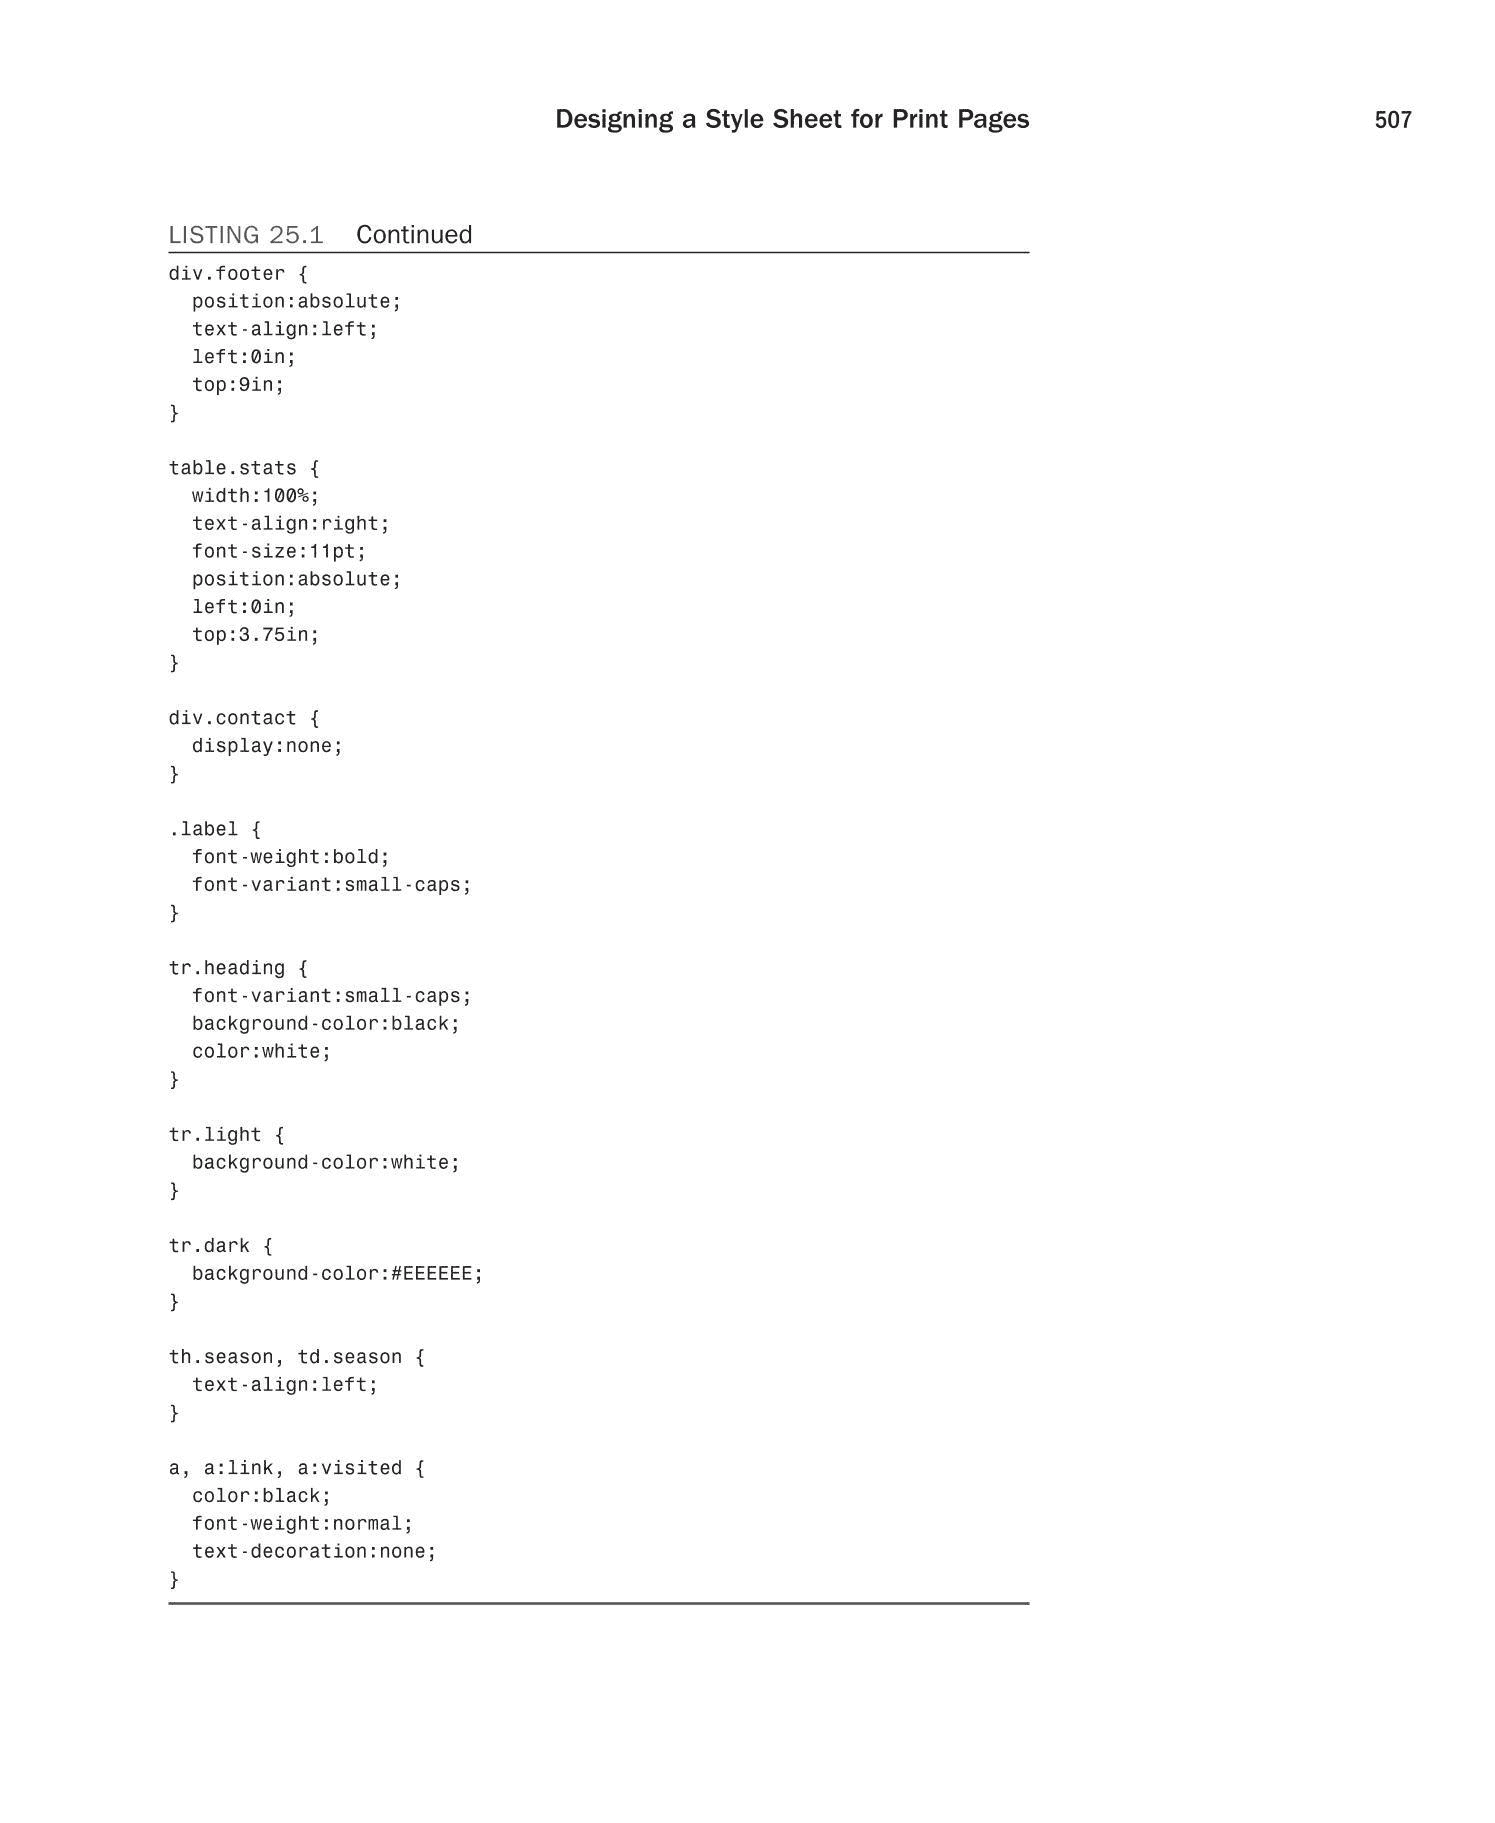 Designing a Style Sheet for Print Pages 507
LISTING 25.1 Continued
div.footer {
  position:absolute;
  text-align:left;
  left:0in;
  top:9in;
}

table.stats {
  width:100%;
  text-align:right;
  font-size:11pt;
  position:absolute;
  left:0in;
  top:3.75in;
}

div.contact {
  display:none;
}

.label {
  font-weight:bold;
  font-variant:small-caps;
}

tr.heading {
  font-variant:small-caps;
  background-color:black;
  color:white;
}

tr.light {
  background-color:white;
}

tr.dark {
  background-color:#EEEEEE;
}

th.season, td.season {
  text-align:left;
}

a, a:link, a:visited {
  color:black;
  font-weight:normal;
  text-decoration:none;
}